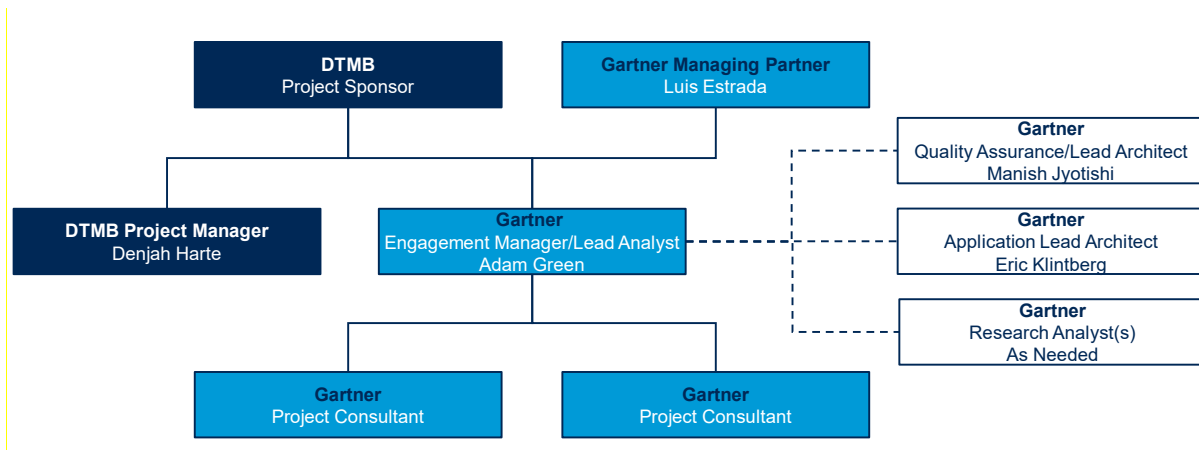 DTMB
Project Sponsor
Gartner Managing Partner
Luis Estrada
Gartner
Quality Assurance/Lead Architect
Manish Jyotishi
DTMB Project Manager
Denjah Harte
Gartner
Engagement Manager/Lead Analyst
Adam Green
Gartner
Application Lead Architect
Eric Klintberg
Gartner
Research Analyst(s)
As Needed
Gartner
Project Consultant
Gartner
Project Consultant